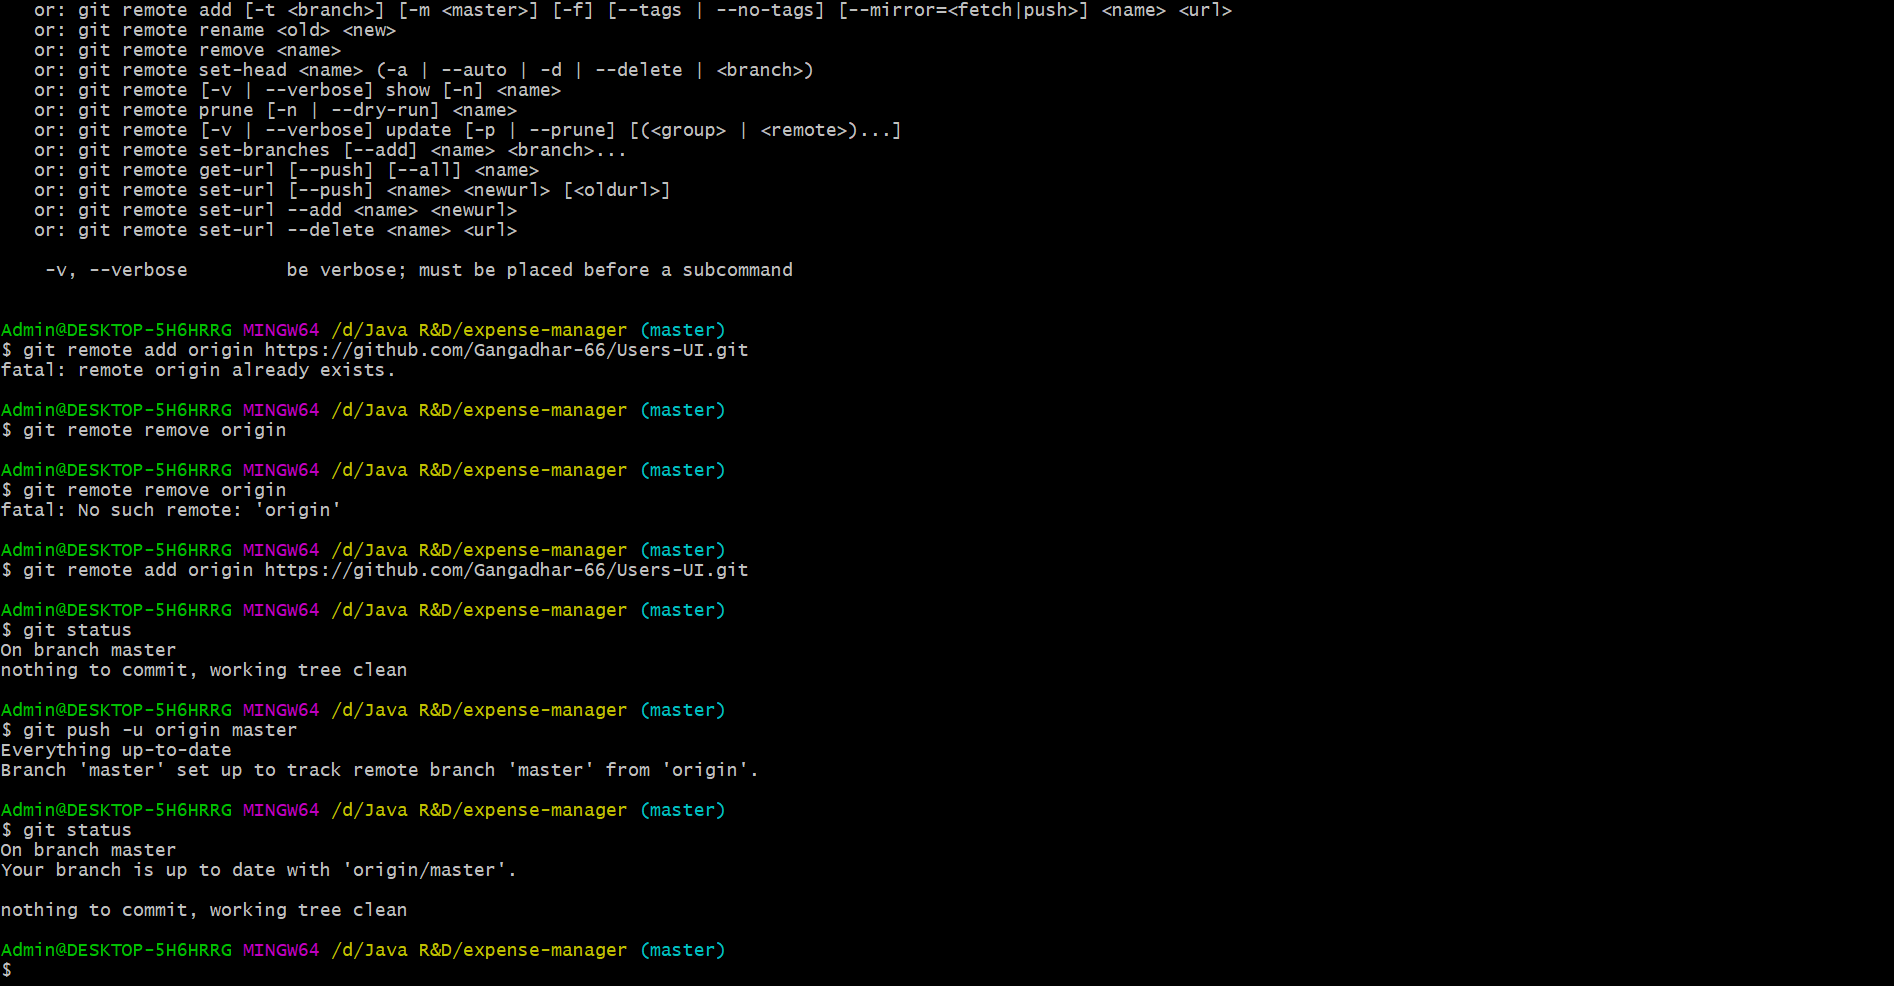 or: git remote add [-t <branch>] [-m <master>] [-f] [--tags | --no-tags] [--mirror=<fetch|push>] <name> <url>
or: git remote rename <old> <new>
or: git remote remove <name>
or: git remote set-head <name> (-a | --auto | -d | --delete | <branch>)
or: git remote [-v | --verbose] show [-n] <name>
or: git remote prune [-n | --dry-run] <name>
or: git remote [-v | --verbose] update [-p | --prune] [(<group> | <remote>)...]
or: git remote set-branches [--add] <name> <branch>...
or: git remote get-url [--push] [--all] <name>
or: git remote set-url [--push] <name> <newurl> [<oldurl>]
or: git remote set-url --add <name> <newurl>
or: git remote set-url --delete <name> <url>
-v, --verbose         be verbose; must be placed before a subcommand
Admin@DESKTOP-5H6HRRG MINGW64 /d/Java R&D/expense-manager (master)
$ git remote add origin https://github.com/Gangadhar-66/Users-UI.git
fatal: remote origin already exists.
Admin@DESKTOP-5H6HRRG MINGW64 /d/Java R&D/expense-manager (master)
$ git remote remove origin
Admin@DESKTOP-5H6HRRG MINGW64 /d/Java R&D/expense-manager (master)
$ git remote remove origin
fatal: No such remote: 'origin'
Admin@DESKTOP-5H6HRRG MINGW64 /d/Java R&D/expense-manager (master)
$ git remote add origin https://github.com/Gangadhar-66/Users-UI.git
Admin@DESKTOP-5H6HRRG MINGW64 /d/Java R&D/expense-manager (master)
$ git status
On branch master
nothing to commit, working tree clean
Admin@DESKTOP-5H6HRRG MINGW64 /d/Java R&D/expense-manager (master)
$ git push -u origin master
Everything up-to-date
Branch 'master' set up to track remote branch 'master' from 'origin'.
Admin@DESKTOP-5H6HRRG MINGW64 /d/Java R&D/expense-manager (master)
$ git status
On branch master
Your branch is up to date with 'origin/master'.
nothing to commit, working tree clean
Admin@DESKTOP-5H6HRRG MINGW64 /d/Java R&D/expense-manager (master)
$